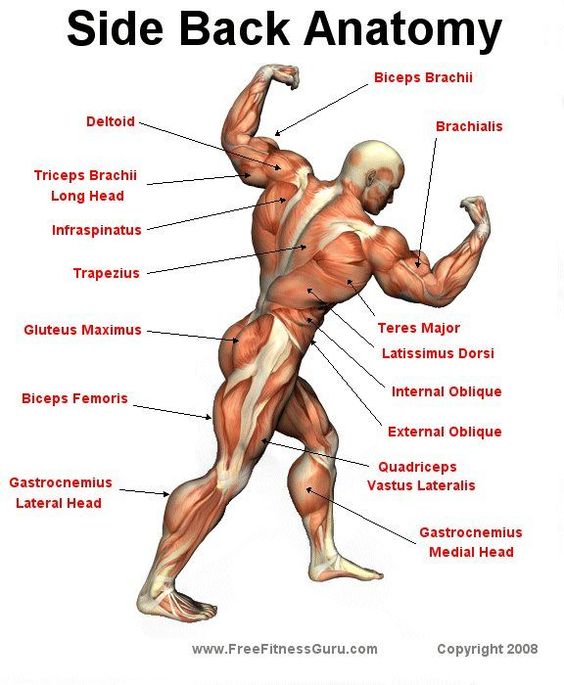 Side Back Anatomy
Biceps Brachii
Deltoid
Brachialis
Triceps Brachii
Long Head
Infraspinatus
Trapezius
Teres Major
Gluteus Maximus
Latissimus Dorsi
Internal Oblique
Biceps Femoris
External Oblique
Quadriceps
Vastus Lateralis
Gastrocnemius
Lateral Head
Gastrocnemius
Medial Head
www.FreeFitnessGuru.com
Copyright 2008